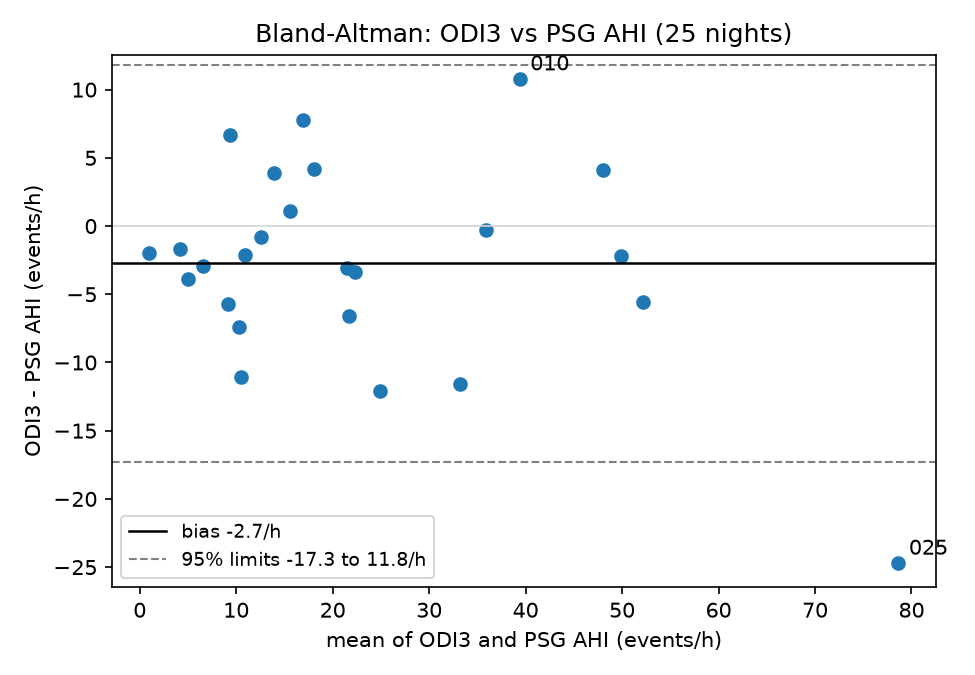 Bland-Altman: ODI3 vs PSG AHI (25 nights)
ODI3 - PSG AHI (events/h)
10
5
0
−5
−10
−15
−20
−25
010
025
bias -2.7/h
95% limits -17.3 to 11.8/h
0 10 20 30 40 50 60 70 80
mean of ODI3 and PSG AHI (events/h)